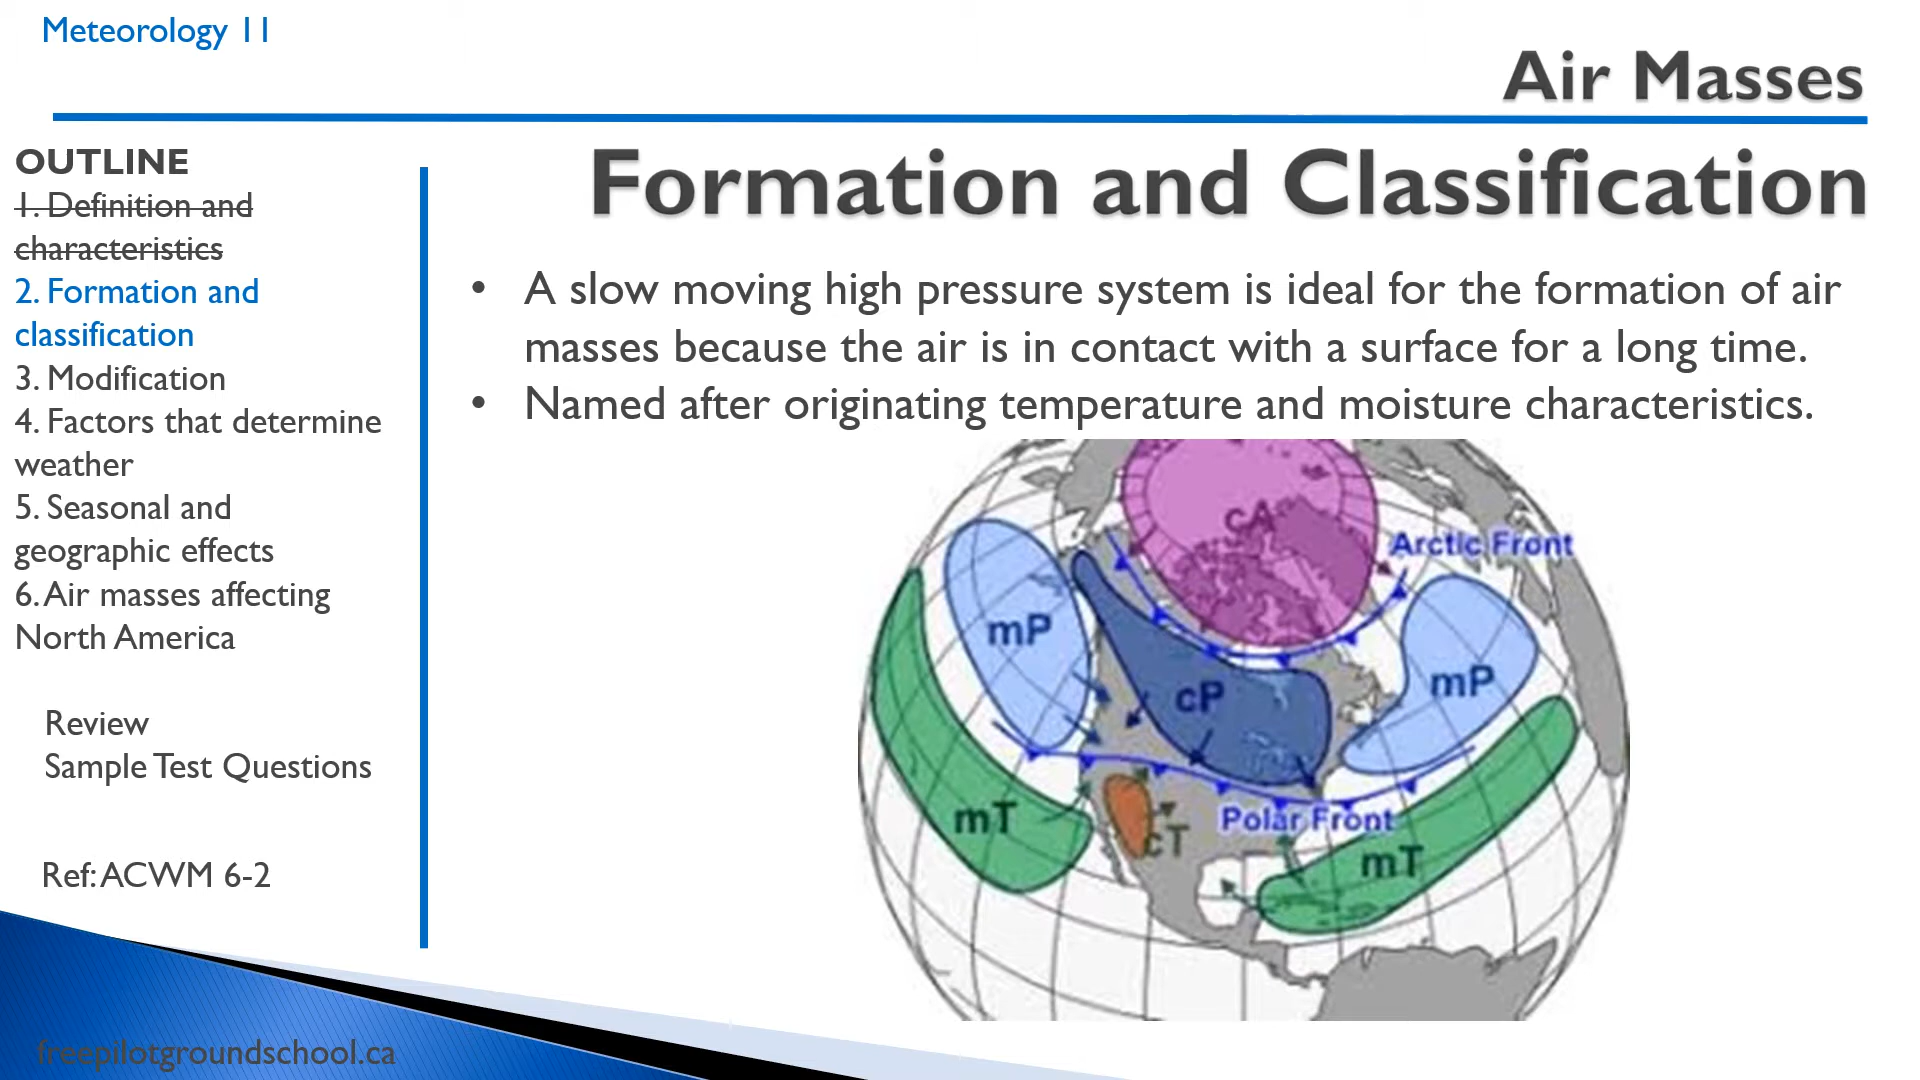 Meteorology 11
Air Masses
OUTLINE
1. Definition and
characteristics
2. Formation and
classification
3. Modification
4. Factors that determine
weather
5. Seasonal and
geographic effects
6. Air masses affecting
North America
Review
Sample Test Questions
Ref: ACWM 6-2
freepilotgroundschool.ca
Formation and Classification
• A slow moving high pressure system is ideal for the formation of air
masses because the air is in contact with a surface for a long time.
• Named after originating temperature and moisture characteristics.
cA
Arctic Front
mP
cP
mP
mT
cT
Polar Front
mT